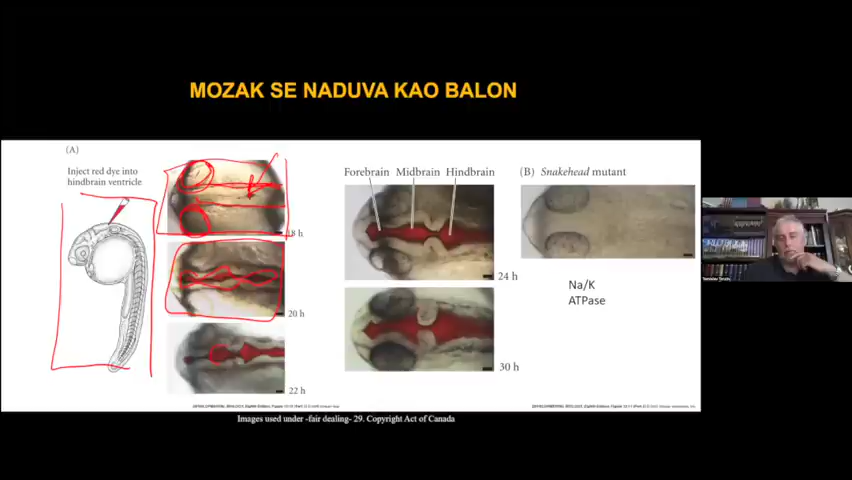 MOZAK SE NADUVA KAO BALON
(A)
Inject red dye into
hindbrain ventricle
18 h
20 h
22 h
Forebrain Midbrain Hindbrain
24 h
30 h
(B) Snakehead mutant
Na/K
ATPase
Images used under -fair dealing- 29. Copyright Act of Canada